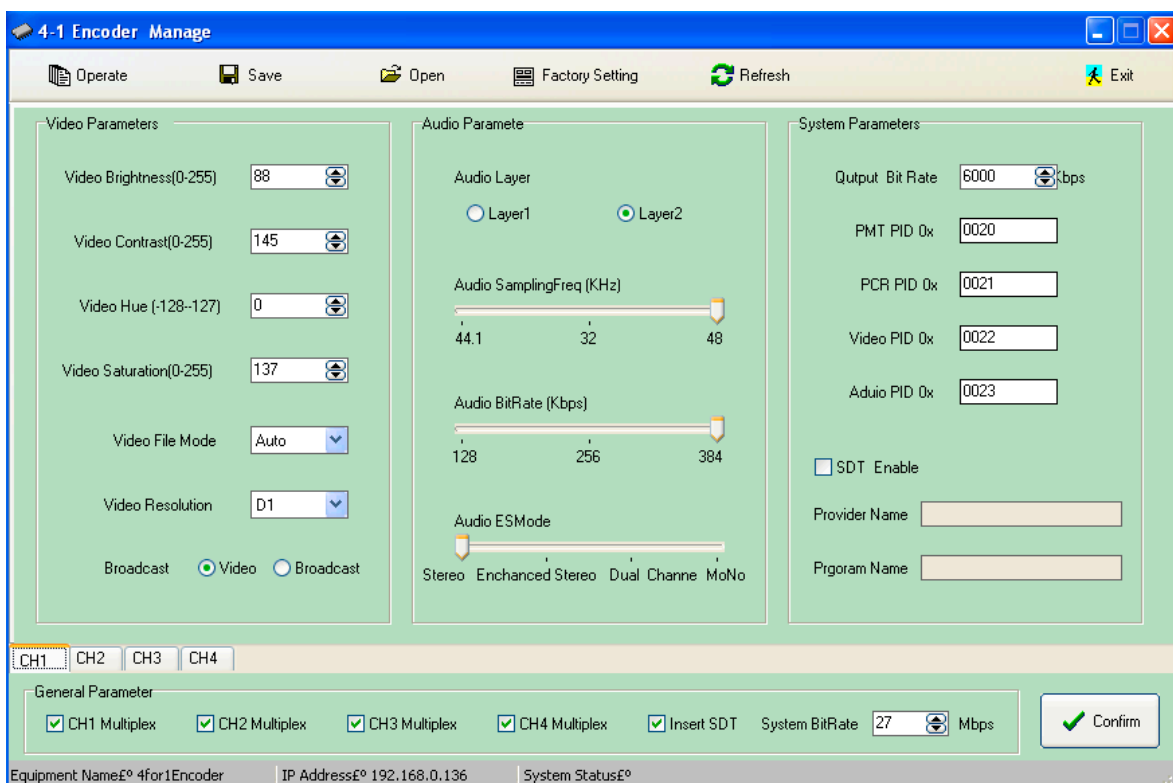 4-1 Encoder Manage
Operate Save Open Factory Setting Refresh Exit
Video Parameters
Video Brightness(0-255) 88
Video Contrast(0-255) 145
Video Hue (-128--127) 0
Video Saturation(0-255) 137
Video File Mode Auto
Video Resolution D1
Broadcast Video Broadcast
Audio Paramete
Audio Layer
Layer1 Layer2
Audio SamplingFreq (KHz)
44.1 32 48
Audio BitRate (Kbps)
128 256 384
Audio ESMode
Stereo Enchanced Stereo Dual Channe MoNo
System Parameters
Qutput Bit Rate 6000 Kbps
PMT PID 0x 0020
PCR PID 0x 0021
Video PID 0x 0022
Aduio PID 0x 0023
SDT Enable
Provider Name
Prgoram Name
CH1 CH2 CH3 CH4
General Parameter
CH1 Multiplex CH2 Multiplex CH3 Multiplex CH4 Multiplex Insert SDT System BitRate 27 Mbps Confirm
Equipment Name£º 4for1Encoder IP Address£º 192.168.0.136 System Status£º